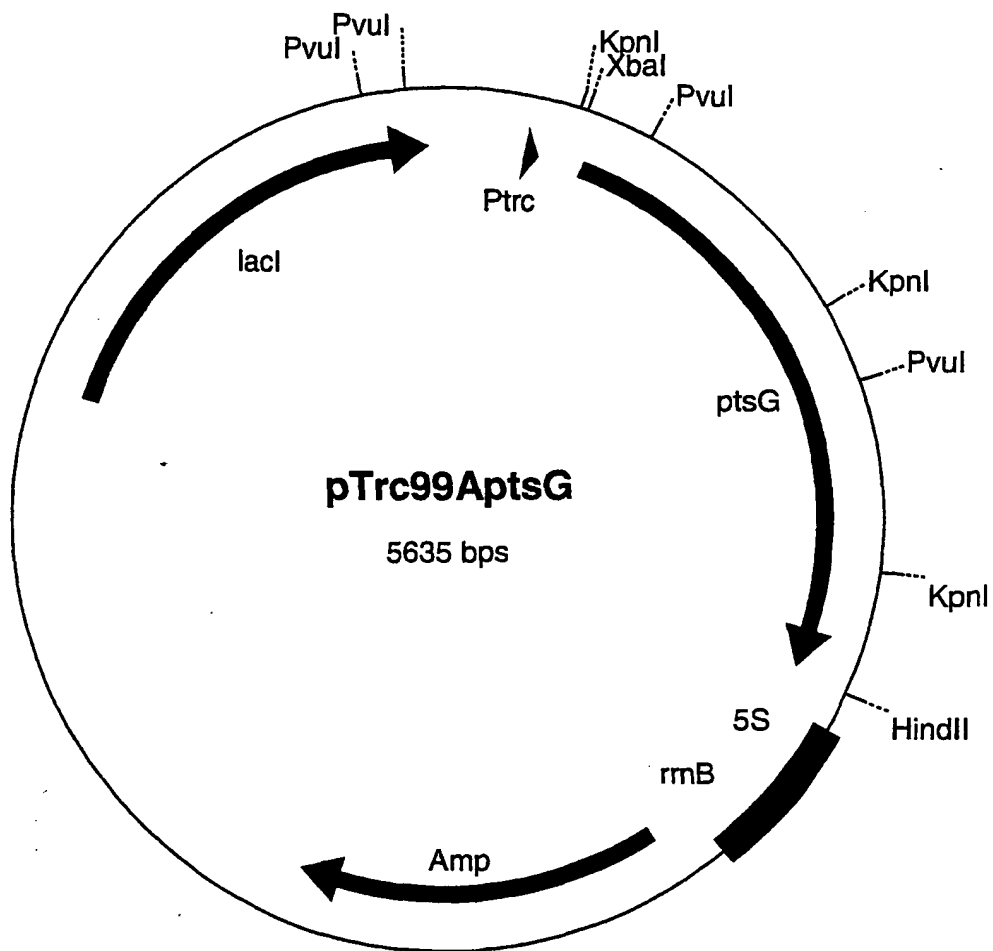 PvuI
PvuI
KpnI
XbaI
PvuI
Ptrc
lacI
KpnI
PvuI
ptsG
pTrc99AptsG
5635 bps
KpnI
5S
HindII
rrnB
Amp